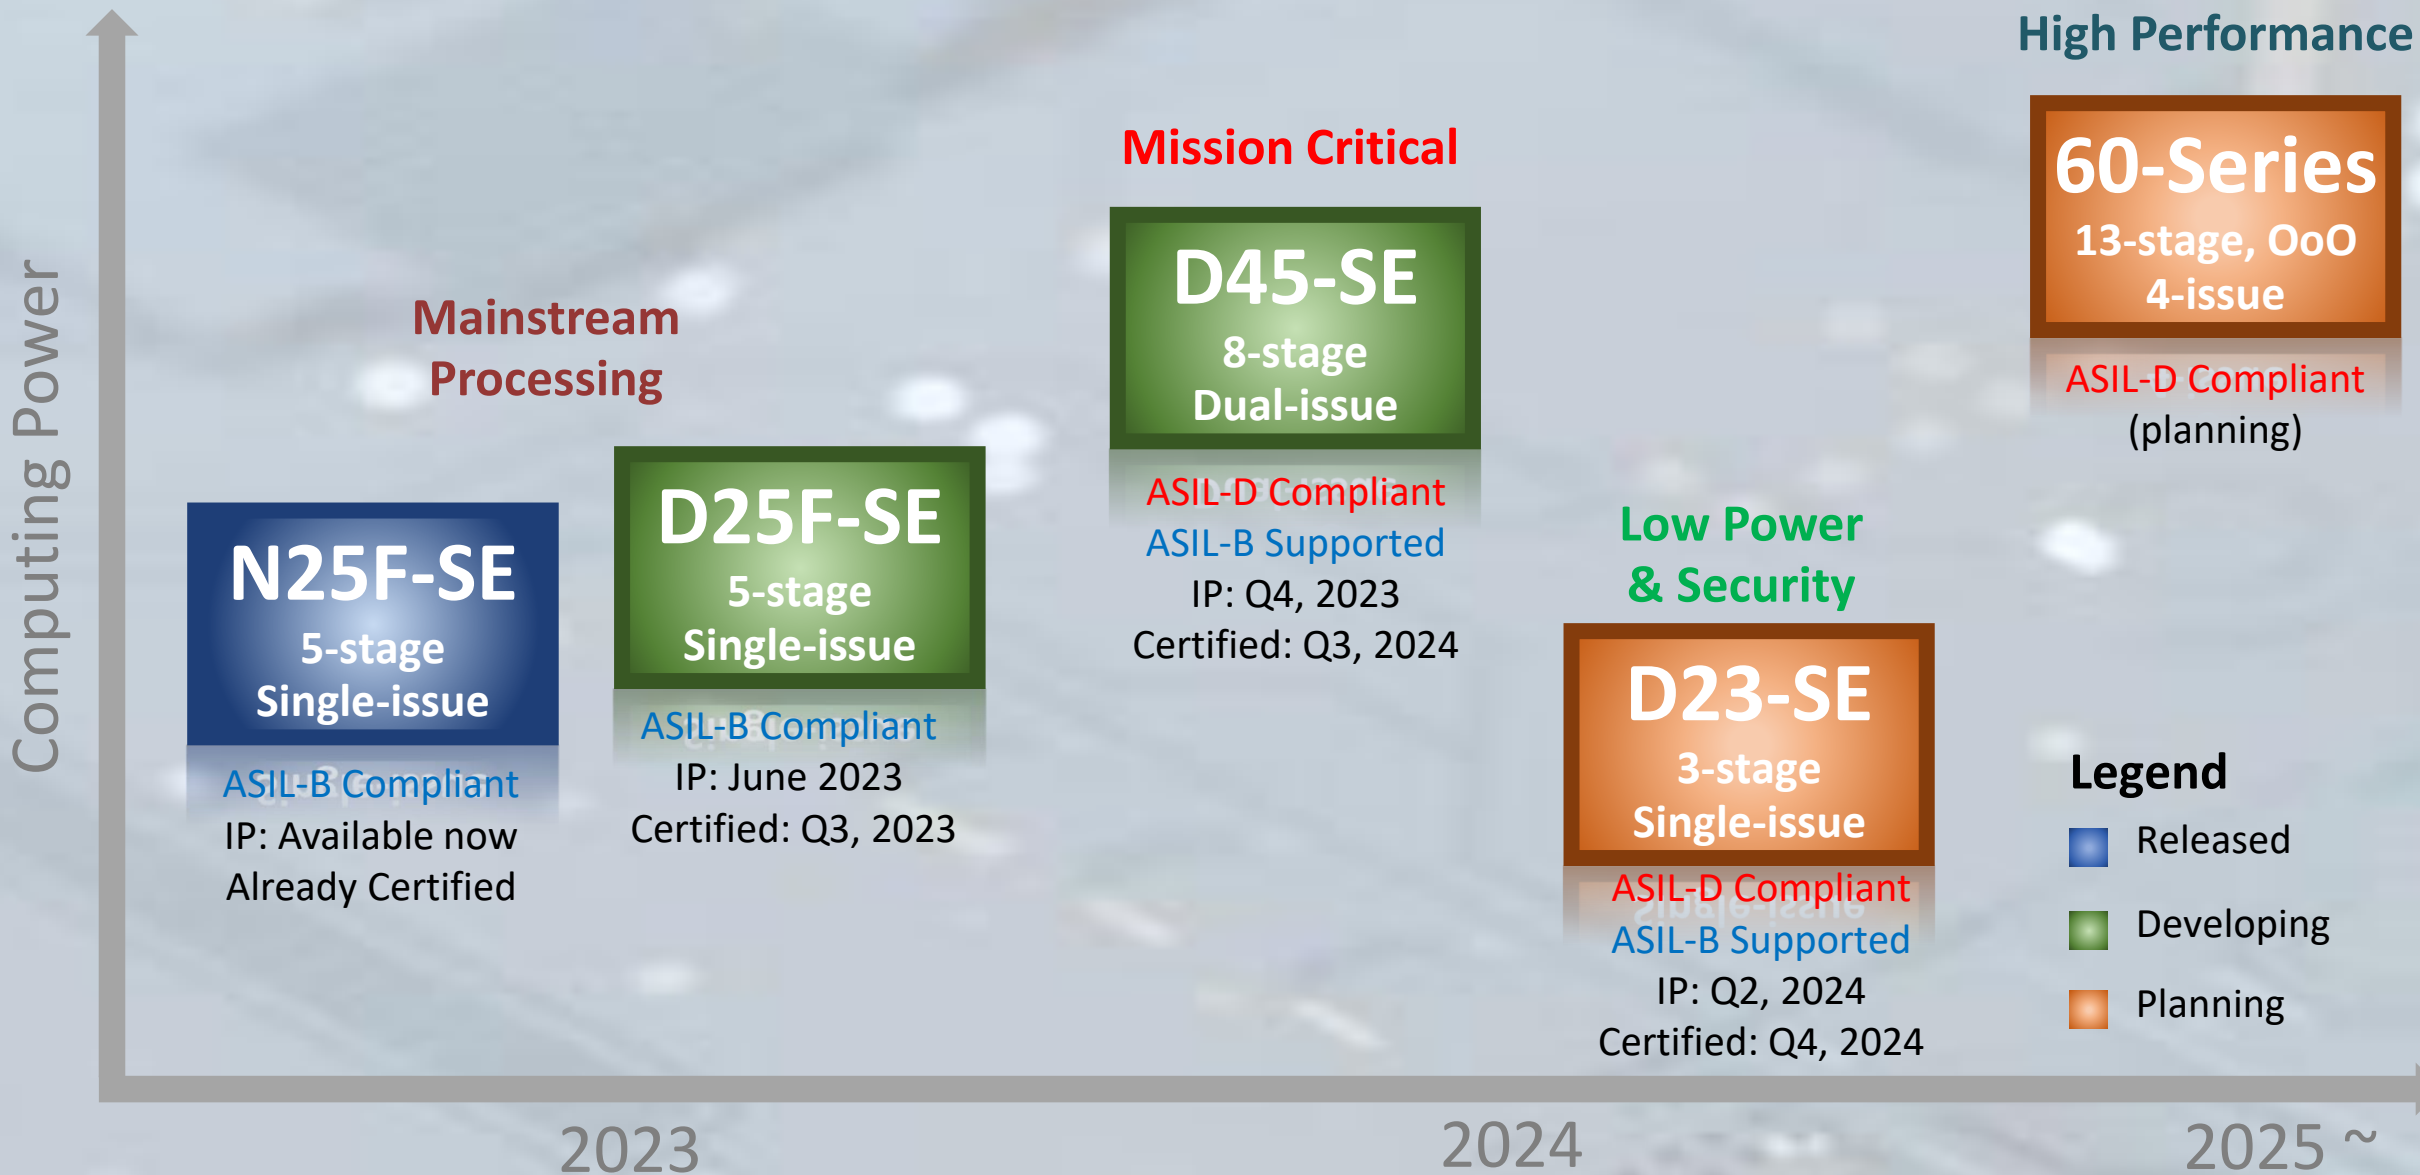 Computing Power
Mainstream
Processing
N25F-SE
5-stage
Single-issue
ASIL-B Compliant
IP: Available now
Already Certified
D25F-SE
5-stage
Single-issue
ASIL-B Compliant
IP: June 2023
Certified: Q3, 2023
Mission Critical
D45-SE
8-stage
Dual-issue
ASIL-D Compliant
ASIL-B Supported
IP: Q4, 2023
Certified: Q3, 2024
Low Power
& Security
D23-SE
3-stage
Single-issue
ASIL-D Compliant
ASIL-B Supported
IP: Q2, 2024
Certified: Q4, 2024
High Performance
60-Series
13-stage, OoO
4-issue
ASIL-D Compliant
(planning)
Legend
Released
Developing
Planning
2023
2024
2025 ~